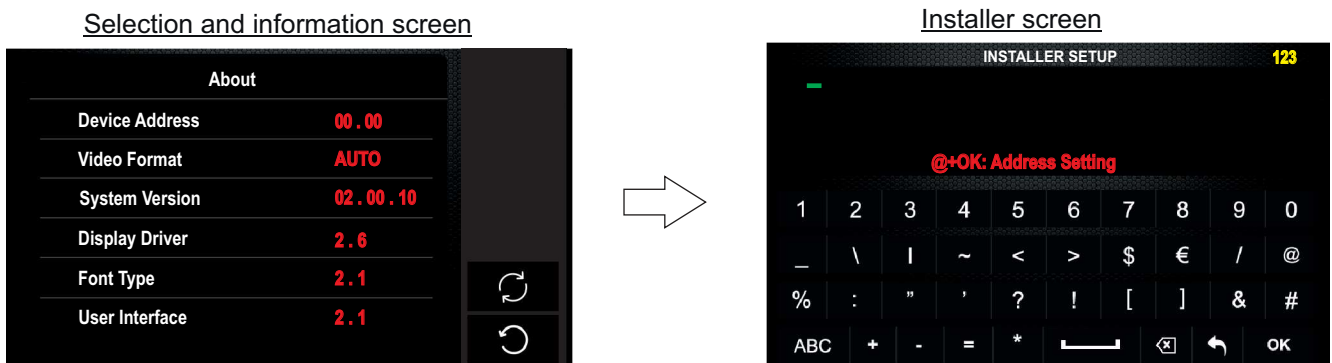 Selection and information screen
About
Device Address 00 . 00
Video Format AUTO
System Version 02 . 00 . 10
Display Driver 2 . 6
Font Type 2 . 1
User Interface 2 . 1
Installer screen
INSTALLER SETUP 123
_
@+OK: Address Setting
1 2 3 4 5 6 7 8 9 0
_ \ | ~ < > $ € / @
% : " ' ? ! [ ] & #
ABC + - = * OK